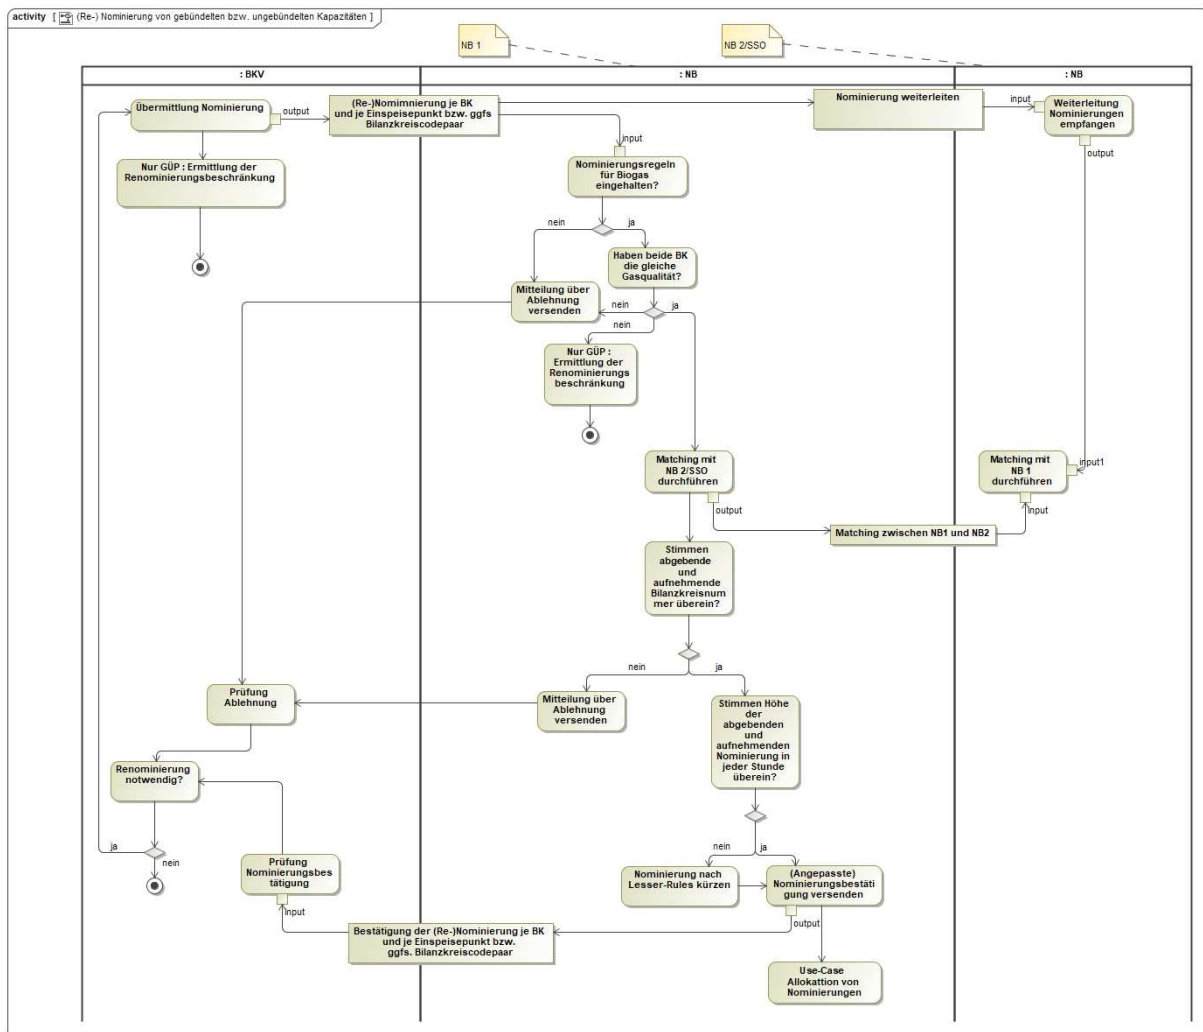 activity [ (Re-) Nominierung von gebündelten bzw. ungebündelten Kapazitäten ]
NB 1
NB 2/SSO
: BKV
: NB
: NB
Übermittlung Nominierung
output
(Re-)Nomimnierung je BK
und je Einspeisepunkt bzw. ggfs
Bilanzkreiscodepaar
Nominierung weiterleiten
input
Weiterleitung
Nominierungen
empfangen
output
input
Nur GÜP : Ermittlung der
Renominierungsbeschränkung
Nominierungsregeln
für Biogas
eingehalten?
nein
ja
Haben beide BK
die gleiche
Gasqualität?
Mitteilung über
Ablehnung
versenden
nein
ja
nein
Nur GÜP :
Ermittlung der
Renominierungs
beschränkung
Matching mit
NB 2/SSO
durchführen
output
Matching mit
NB 1
durchführen
input1
input
Matching zwischen NB1 und NB2
Stimmen
abgebende
und
aufnehmende
Bilanzkreisnum
mer überein?
nein
ja
Prüfung
Ablehnung
Mitteilung über
Ablehnung
versenden
Stimmen Höhe
der
abgebenden
und
aufnehmenden
Nominierung in
jeder Stunde
überein?
Renominierung
notwendig?
ja
nein
nein
ja
Prüfung
Nominierungsbes
tätigung
input
Nominierung nach
Lesser-Rules kürzen
(Angepasste)
Nominierungsbestäti
gung versenden
output
Bestätigung der (Re-)Nominierung je BK
und je Einspeisepunkt bzw.
ggfs. Bilanzkreiscodepaar
Use-Case
Allokattion von
Nominierungen